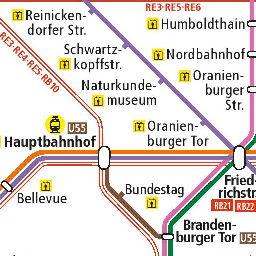 Reinicken-
dorfer Str.
RE3·RE5·RE6
Humboldthain
RE3·RE4·RE5·RB10
Schwartz-
kopffstr.
Nordbahnhof
Naturkunde-
museum
Oranien-
burger
Str.
Oranien-
burger Tor
U55
Hauptbahnhof
Bellevue
Bundestag
Fried-
richstr
RB21 RB22
Branden-
burger Tor U55